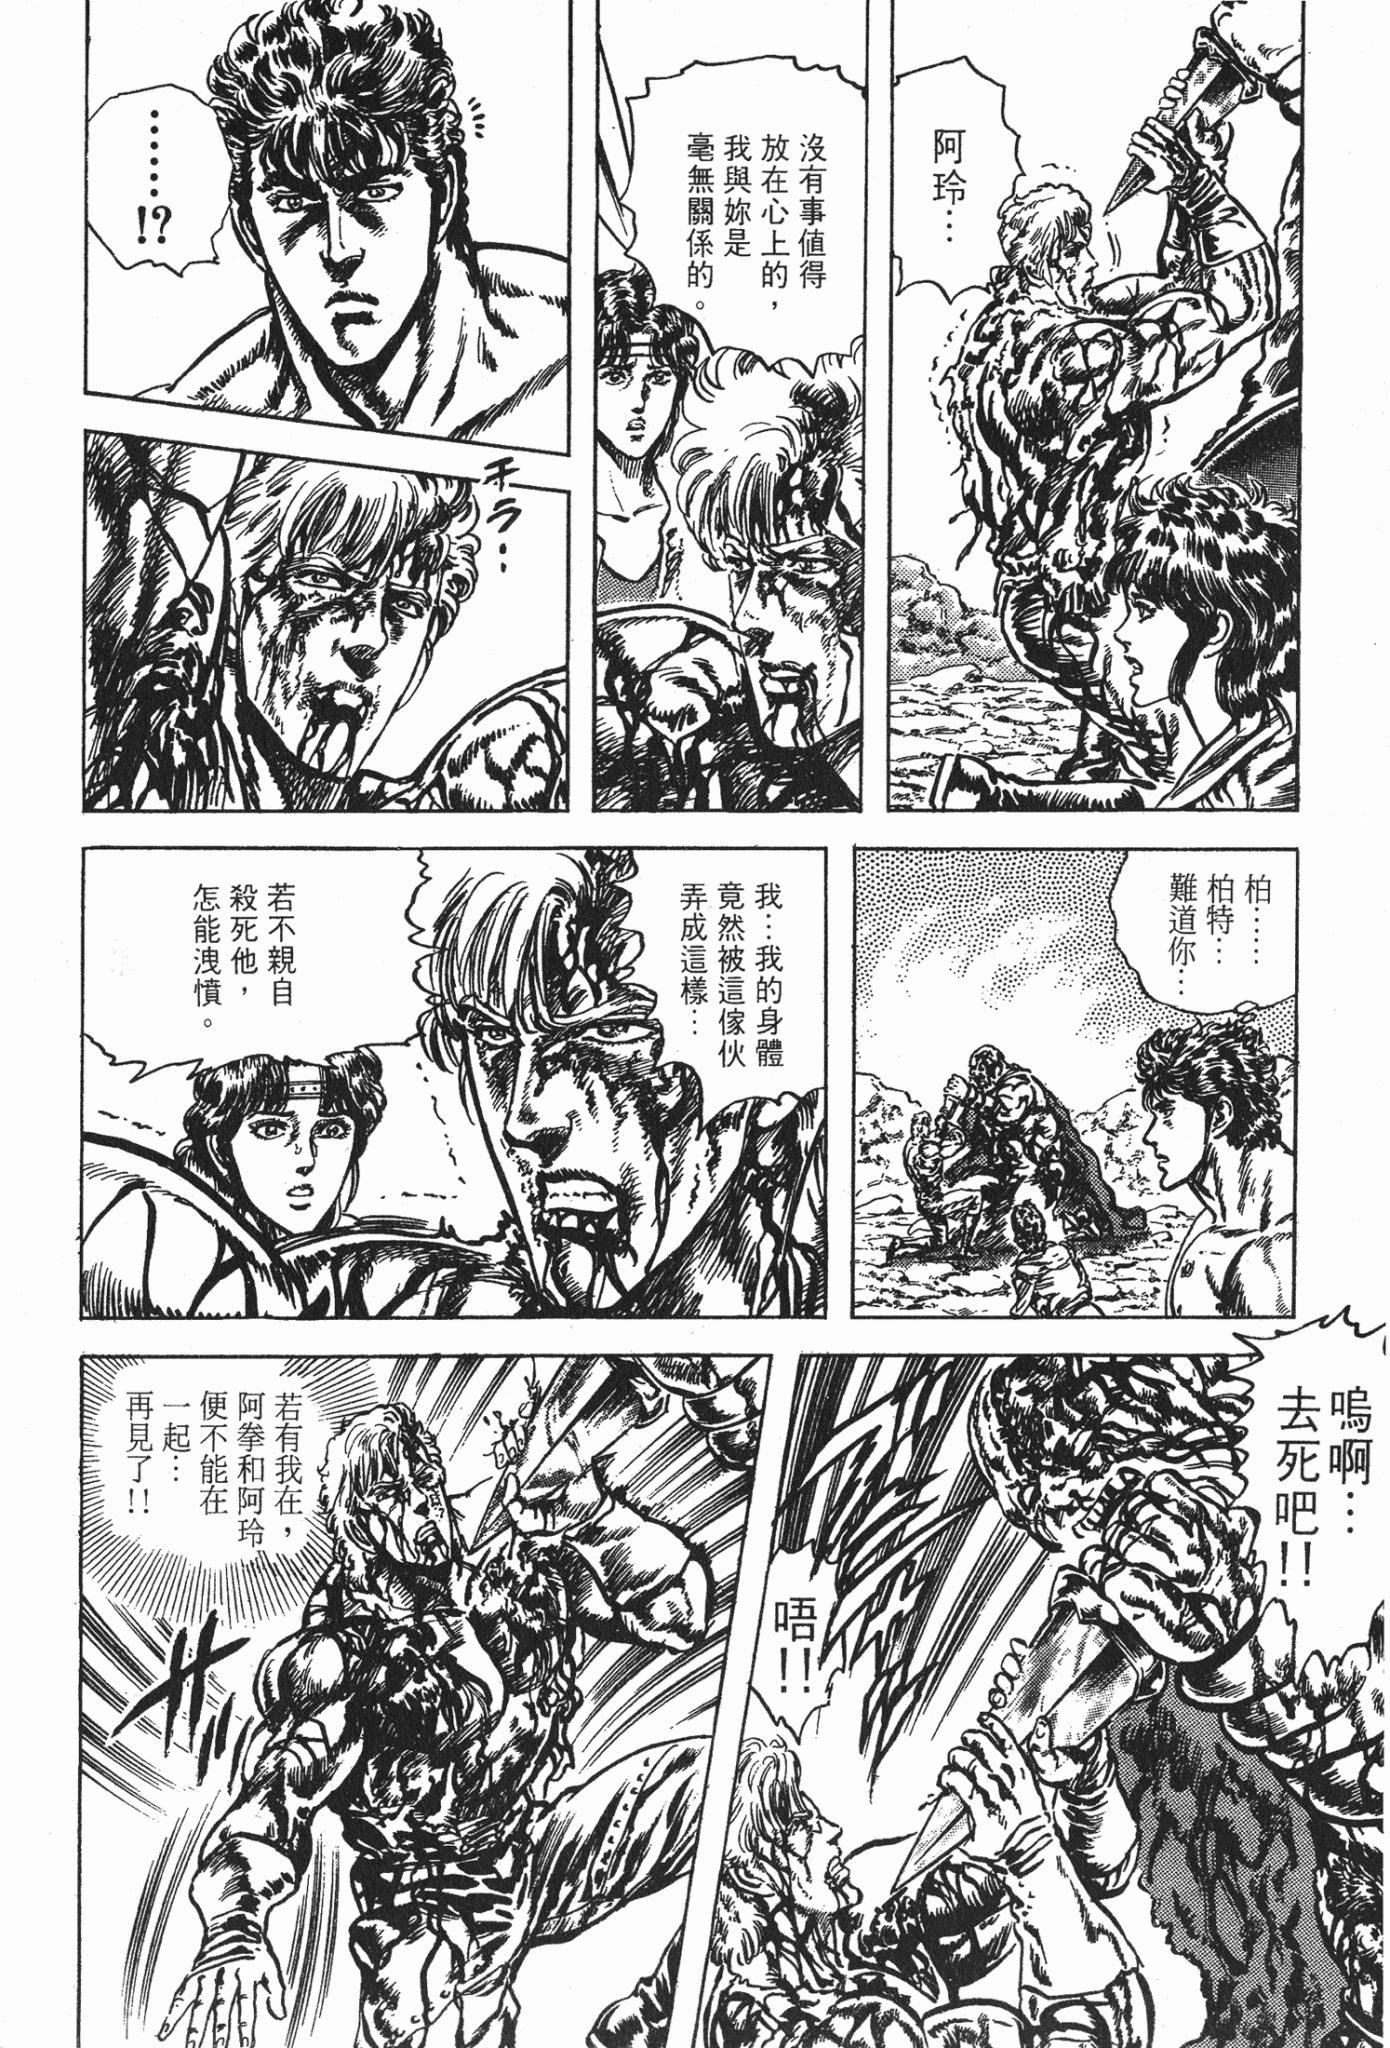 阿玲…
沒有事值得
放在心上的，
我與妳是
毫無關係的。
……!?
チラ…
柏……
柏特…
難道你…
我…我的身體
竟然被這傢伙
弄成這樣…
若不親自
殺死他，
怎能洩憤。
嗚啊…
去死吧!!
唔!!
若有我在，
阿拳和阿玲
便不能在
一起…
再見了!!